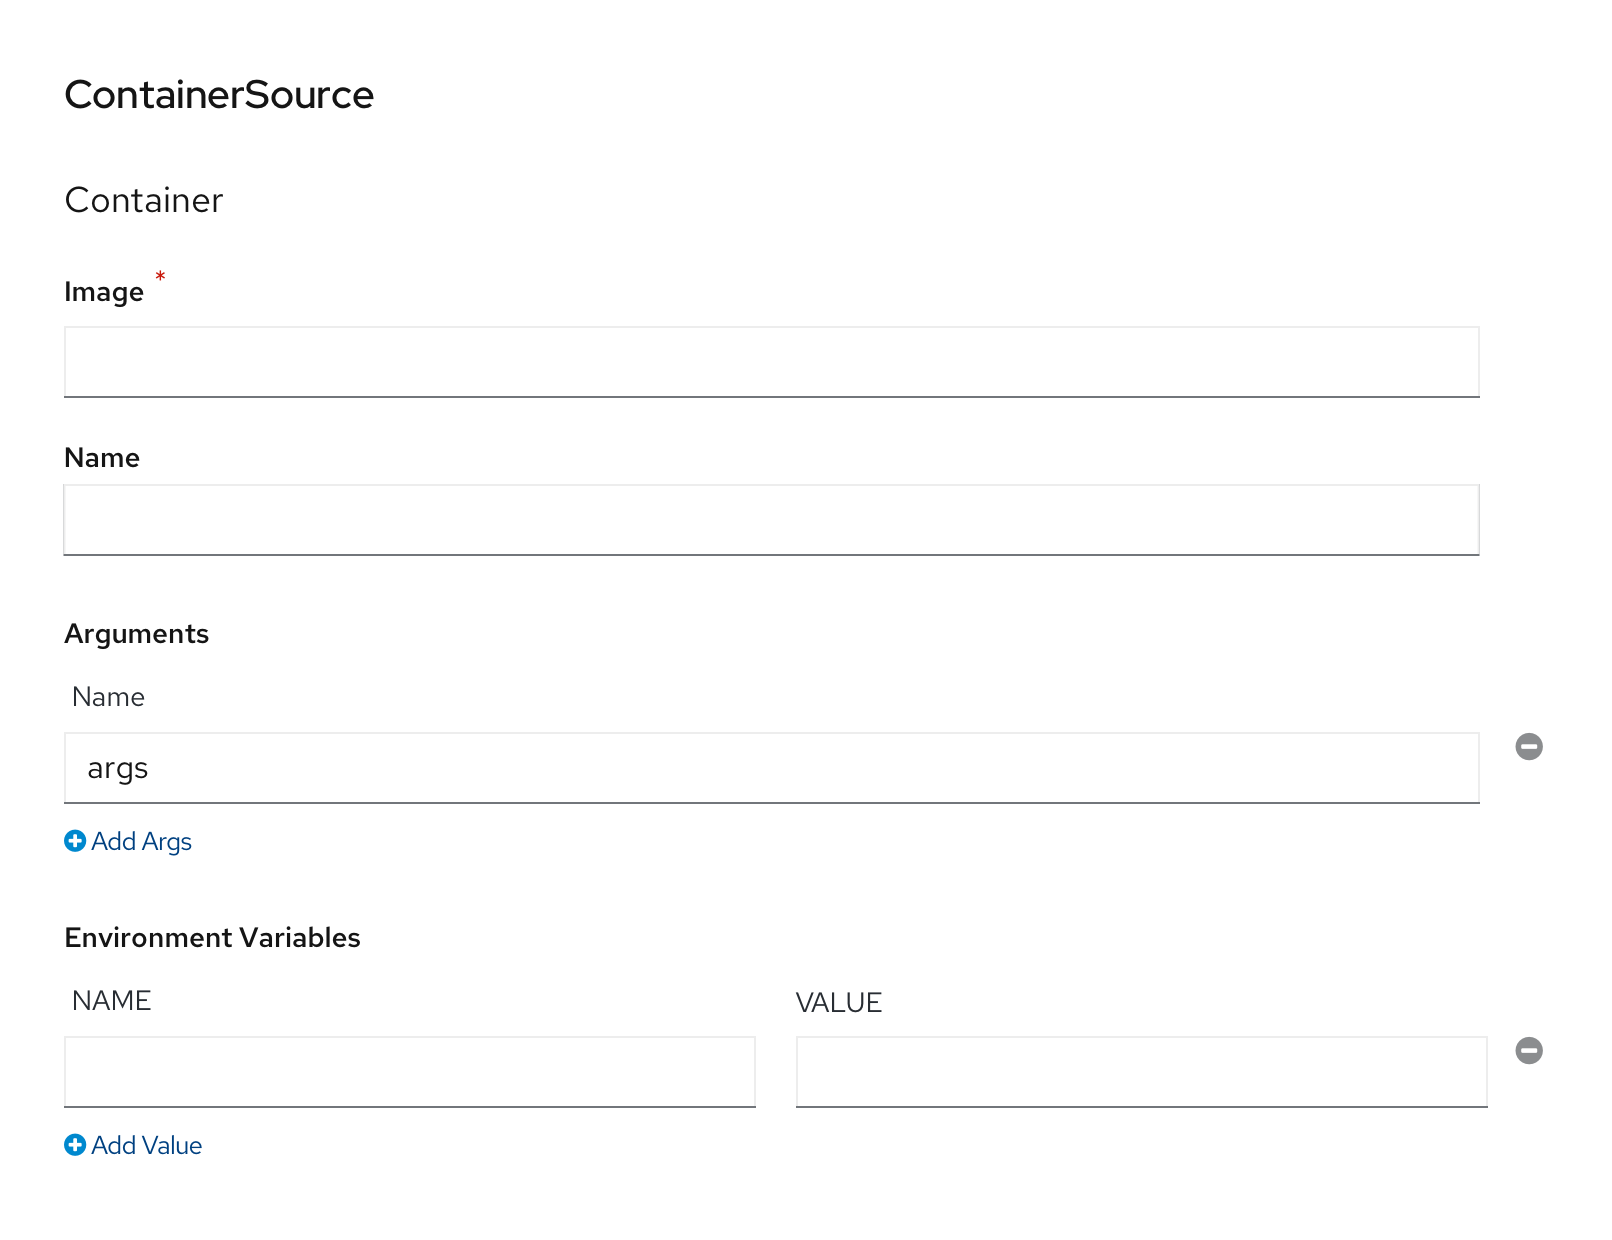 ContainerSource
Container
Image *
Name
Arguments
Name
args
Add Args
Environment Variables
NAME VALUE
Add Value